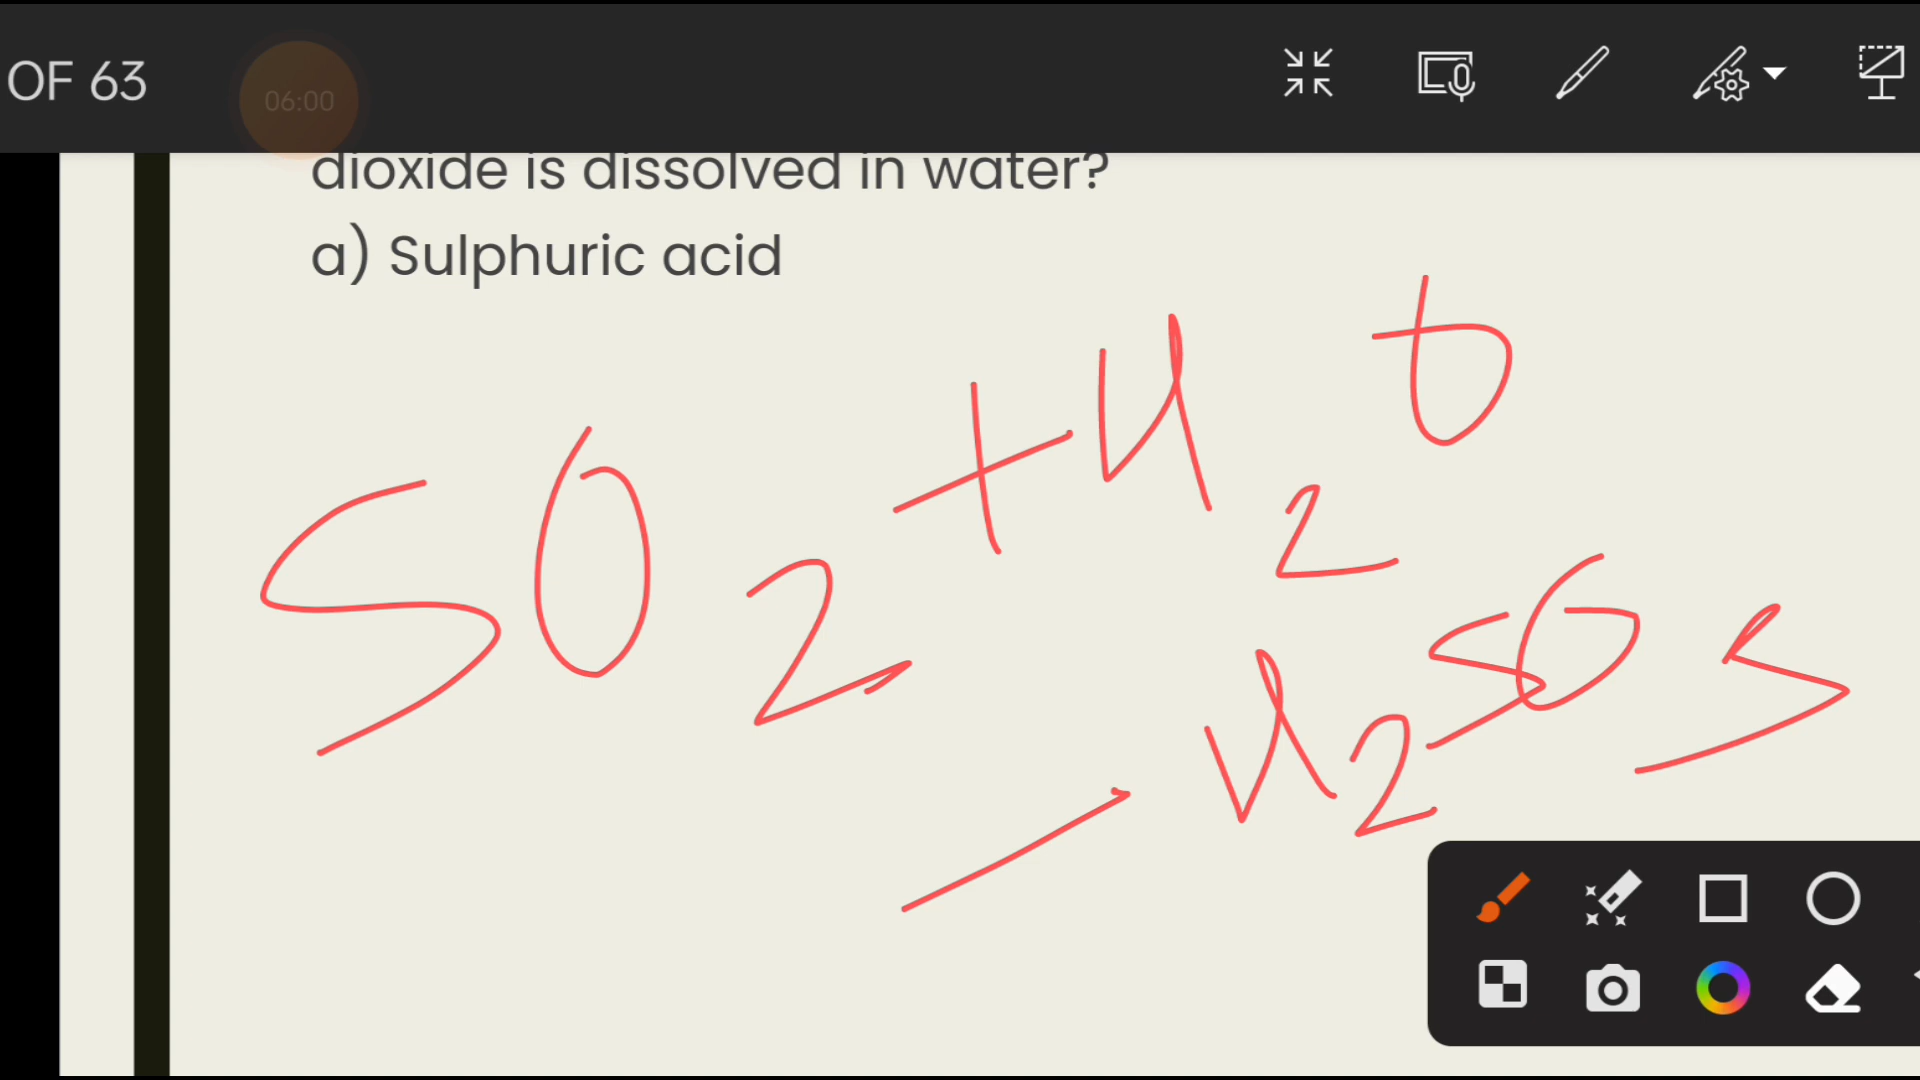 OF 63
06:00
dioxide is dissolved in water?
a) Sulphuric acid
SO2 + H2O
H2SO3